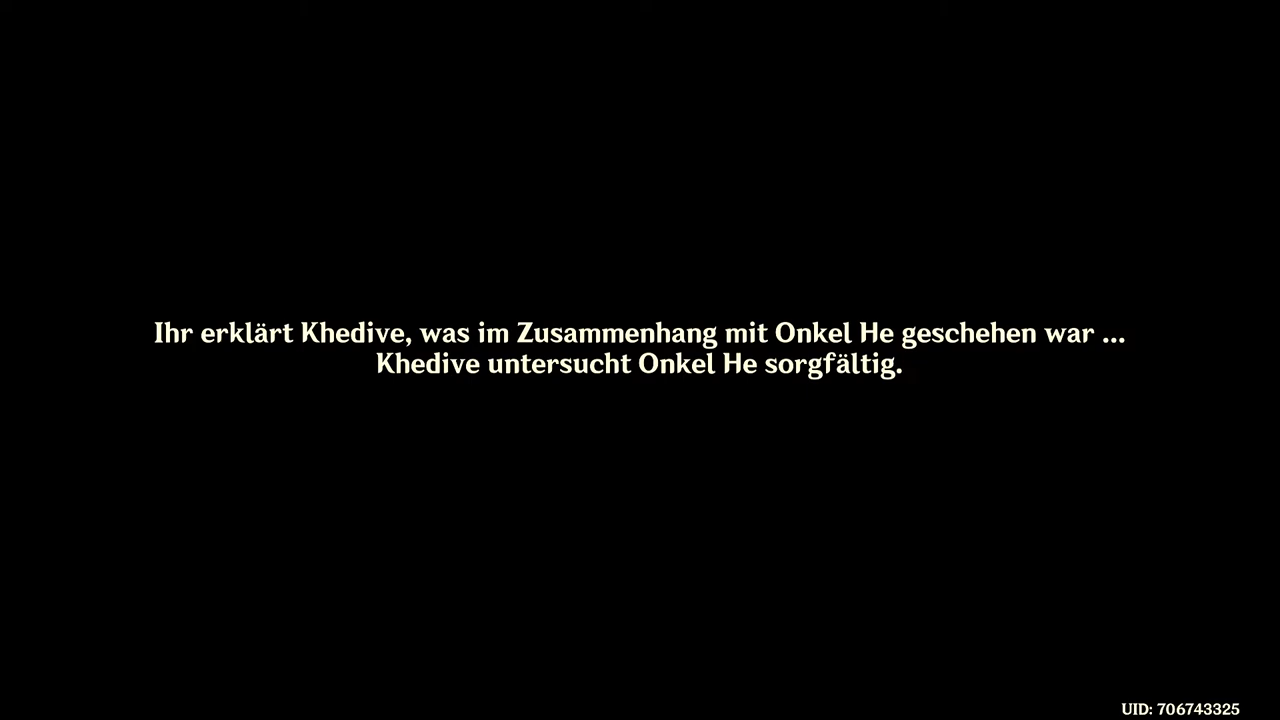 Ihr erklärt Khedive, was im Zusammenhang mit Onkel He geschehen war ...
Khedive untersucht Onkel He sorgfältig.
UID: 706743325